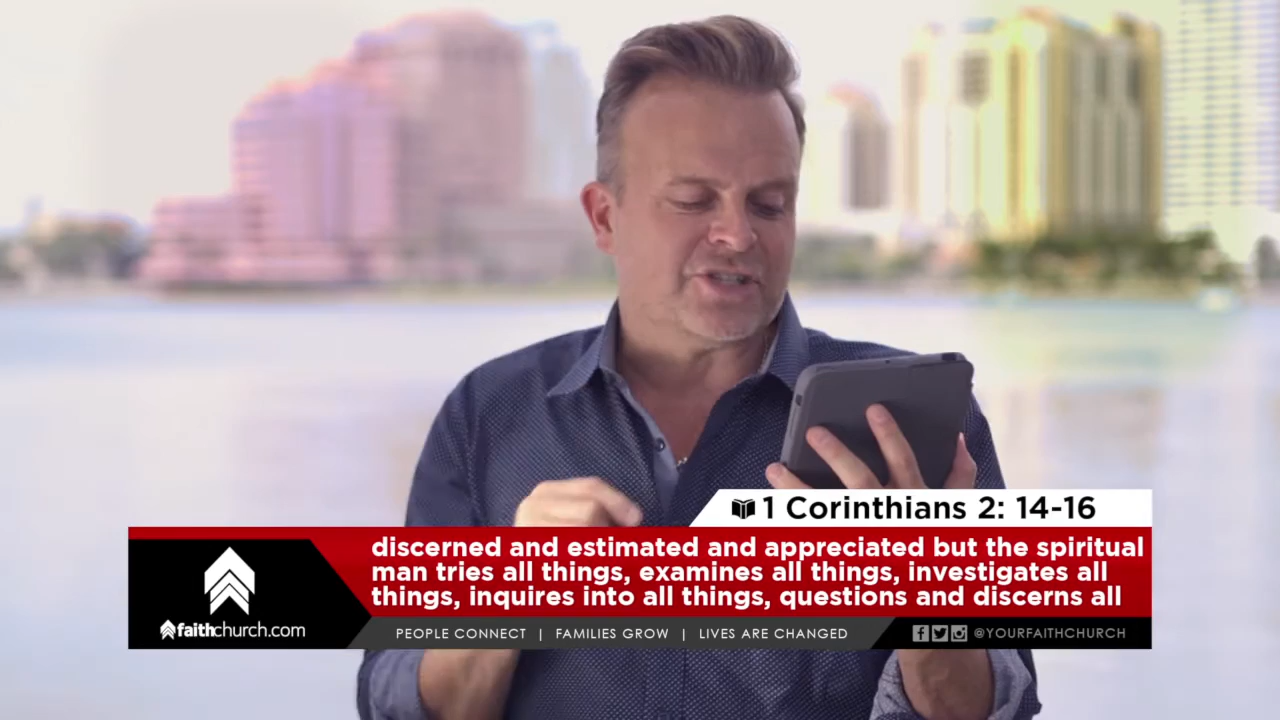 1 Corinthians 2: 14-16
discerned and estimated and appreciated but the spiritual
man tries all things, examines all things, investigates all
things, inquires into all things, questions and discerns all
faithchurch.com
PEOPLE CONNECT | FAMILIES GROW | LIVES ARE CHANGED
@YOURFAITHCHURCH